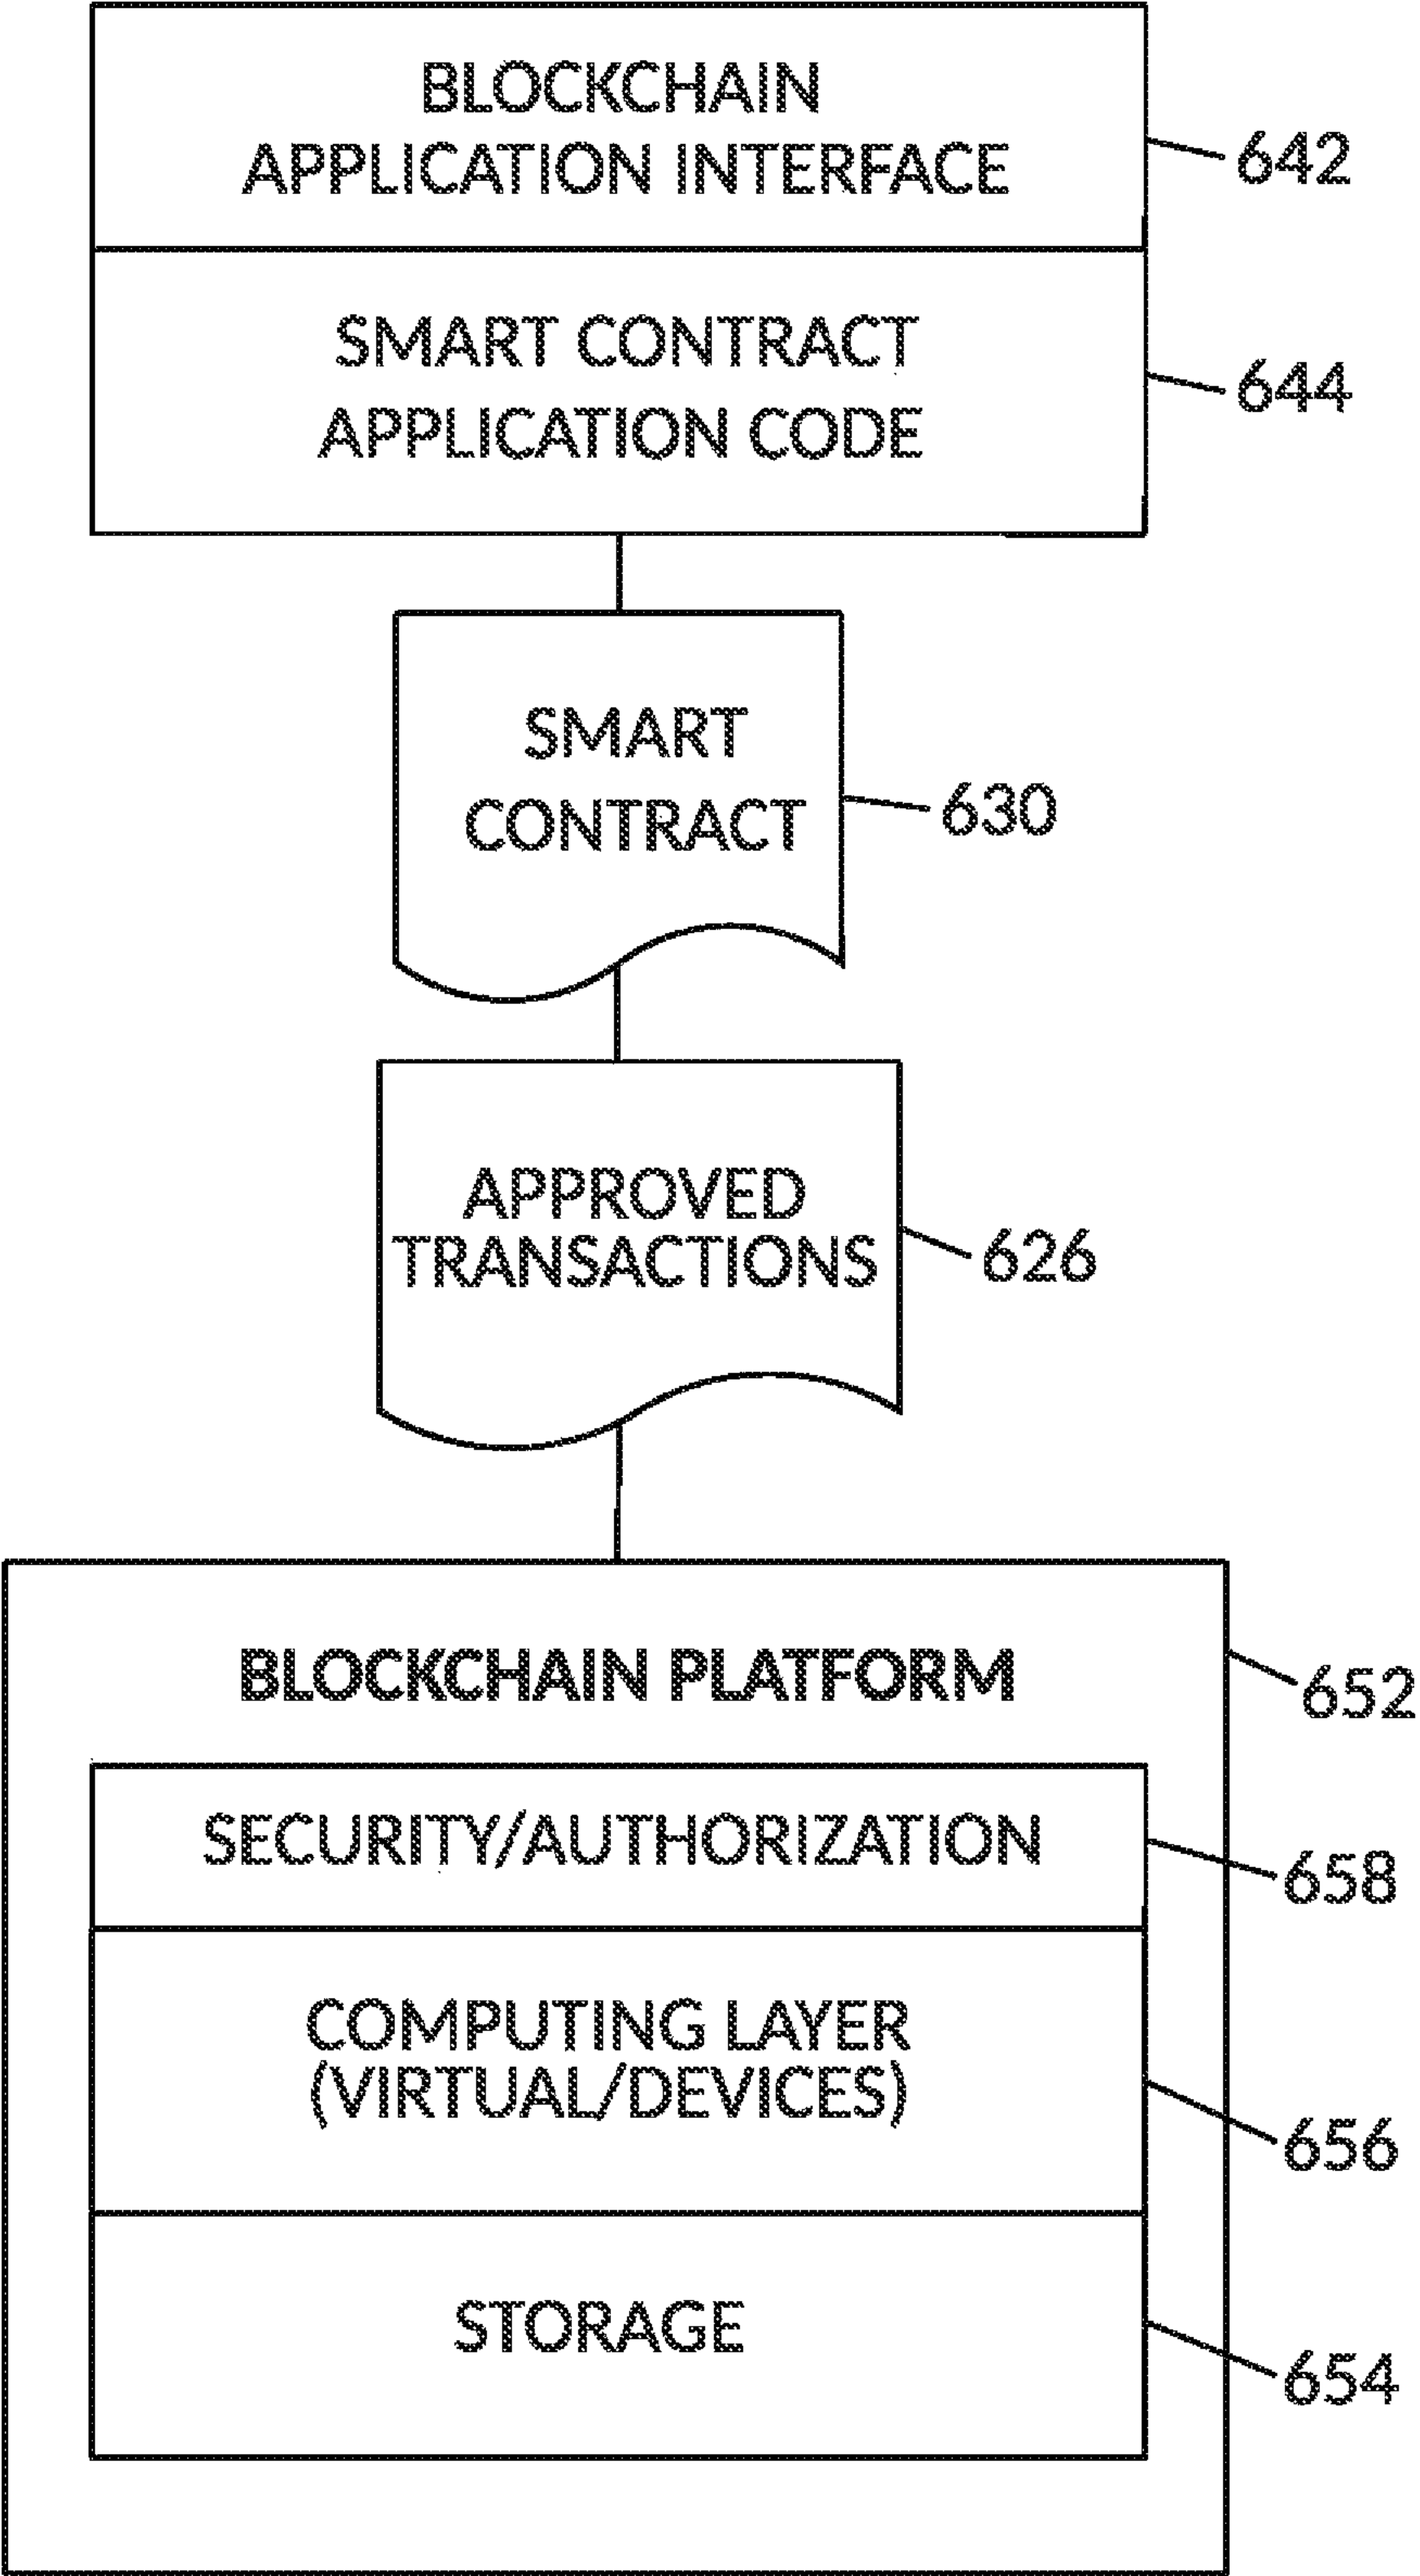 BLOCKCHAIN
APPLICATION INTERFACE
642
SMART CONTRACT
APPLICATION CODE
644
SMART
CONTRACT
630
APPROVED
TRANSACTIONS
626
BLOCKCHAIN PLATFORM
652
SECURITY/AUTHORIZATION
658
COMPUTING LAYER
(VIRTUAL/DEVICES)
656
STORAGE
654